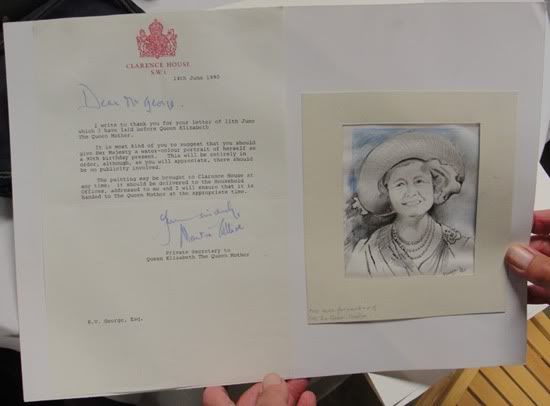 CLARENCE HOUSE
S.W.1
14th June 1990
Dear Mr George,
I write to thank you for your letter of 11th June
which I have laid before Queen Elizabeth
The Queen Mother.
It is most kind of you to suggest that you should
give Her Majesty a water-colour portrait of herself as
a 90th birthday present. This will be entirely in
order, although, as you will appreciate, there should
be no publicity involved.
The painting may be brought to Clarence House at
any time: it should be delivered to the Household
Offices, addressed to me and I will ensure that it is
handed to The Queen Mother at the appropriate time.
Yours sincerely
Martin Gilliat
Private Secretary to
Queen Elizabeth The Queen Mother
George, Esq.